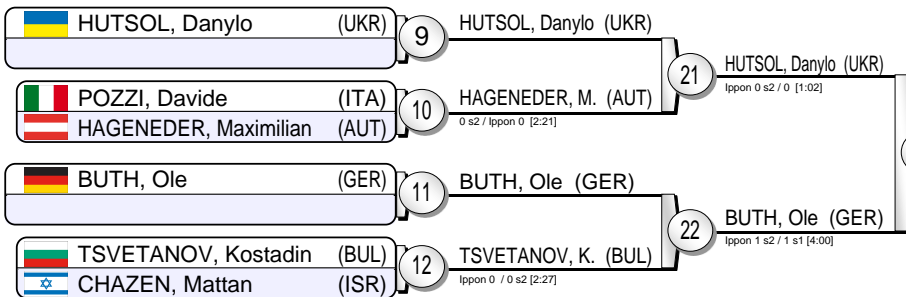 HUTSOL, Danylo (UKR)
9
HUTSOL, Danylo (UKR)
21
HUTSOL, Danylo (UKR)
Ippon 0 s2 / 0 [1:02]
POZZI, Davide (ITA)
HAGENEDER, Maximilian (AUT)
10
HAGENEDER, M. (AUT)
0 s2 / Ippon 0 [2:21]
BUTH, Ole (GER)
11
BUTH, Ole (GER)
22
BUTH, Ole (GER)
Ippon 1 s2 / 1 s1 [4:00]
TSVETANOV, Kostadin (BUL)
CHAZEN, Mattan (ISR)
12
TSVETANOV, K. (BUL)
Ippon 0 / 0 s2 [2:27]